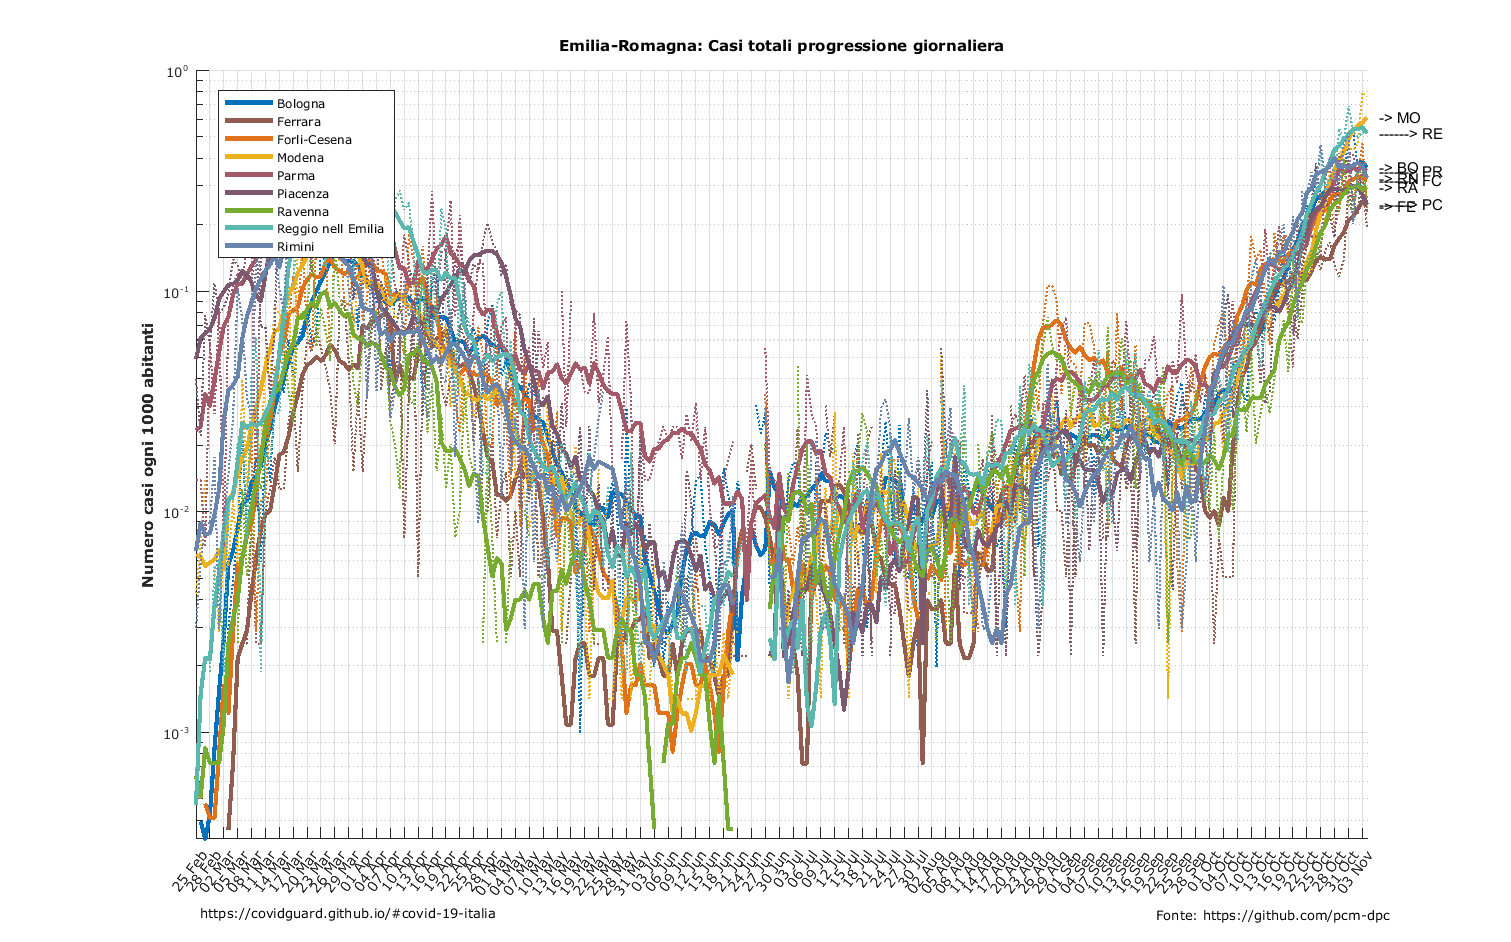 Emilia-Romagna: Casi totali progressione giornaliera
10⁰
10⁻¹
10⁻²
10⁻³
Numero casi ogni 1000 abitanti
Bologna
Ferrara
Forli-Cesena
Modena
Parma
Piacenza
Ravenna
Reggio nell Emilia
Rimini
-> MO
------> RE
-> BO
PR
-> RN
FC
-> RA
-> FE
PC
25 Feb
28 Feb
02 Mar
05 Mar
08 Mar
11 Mar
14 Mar
17 Mar
20 Mar
23 Mar
26 Mar
29 Mar
01 Apr
04 Apr
07 Apr
10 Apr
13 Apr
16 Apr
19 Apr
22 Apr
25 Apr
28 Apr
01 May
04 May
07 May
10 May
13 May
16 May
19 May
22 May
25 May
28 May
31 May
03 Jun
06 Jun
09 Jun
12 Jun
15 Jun
18 Jun
21 Jun
24 Jun
27 Jun
30 Jun
03 Jul
06 Jul
09 Jul
12 Jul
15 Jul
18 Jul
21 Jul
24 Jul
27 Jul
30 Jul
02 Aug
05 Aug
08 Aug
11 Aug
14 Aug
17 Aug
20 Aug
23 Aug
26 Aug
29 Aug
01 Sep
04 Sep
07 Sep
10 Sep
13 Sep
16 Sep
19 Sep
22 Sep
25 Sep
28 Sep
01 Oct
04 Oct
07 Oct
10 Oct
13 Oct
16 Oct
19 Oct
22 Oct
25 Oct
28 Oct
31 Oct
03 Nov
https://covidguard.github.io/#covid-19-italia
Fonte: https://github.com/pcm-dpc